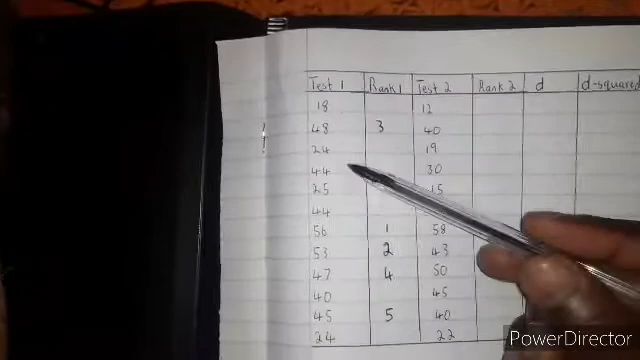 Test 1 Rank 1 Test 2 Rank 2 d d-squared
18 12
48 3 40
24 19
44 30
25 15
44
56 1 58
53 2 43
47 4 50
40 45
45 5 40
24 22
PowerDirector